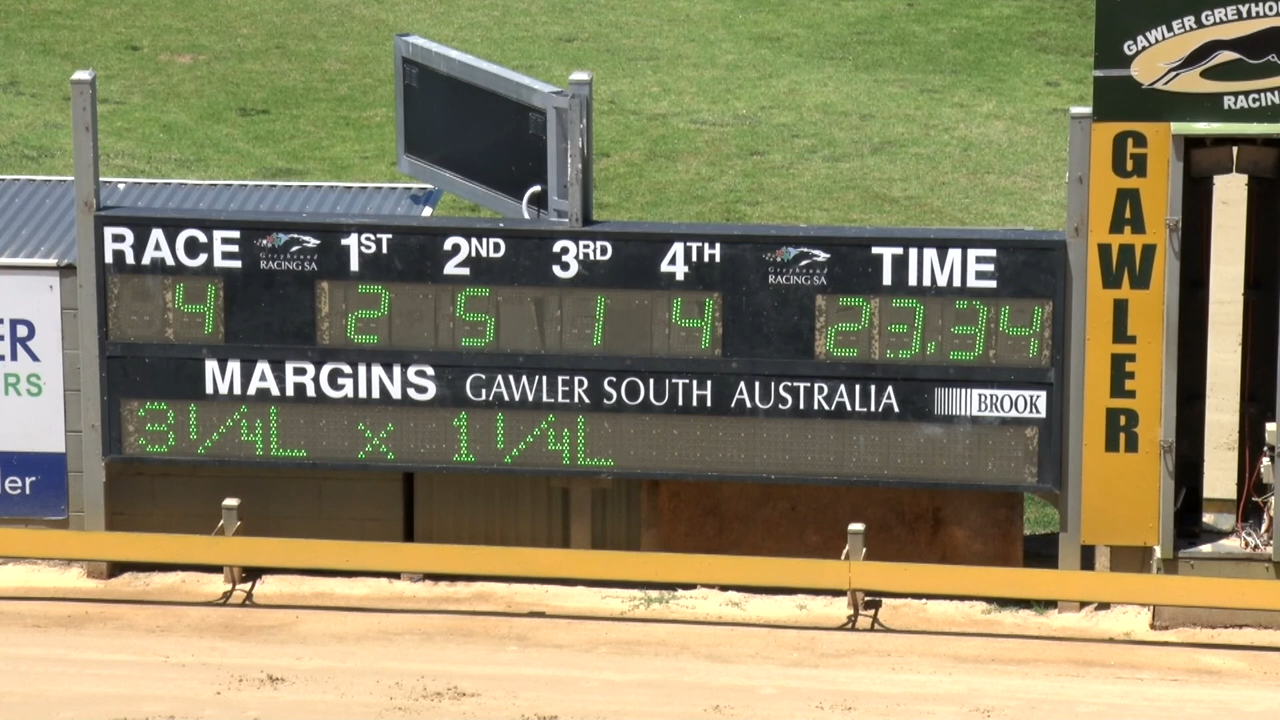 GAWLER GREYHO
RACIN
GAWLER
RACE Greyhound RACING SA 1ST 2ND 3RD 4TH Greyhound RACING SA TIME
4 2 5 1 4 23.34
MARGINS GAWLER SOUTH AUSTRALIA BROOK
3 1/4L x 1 1/4L
ER
RS
ler